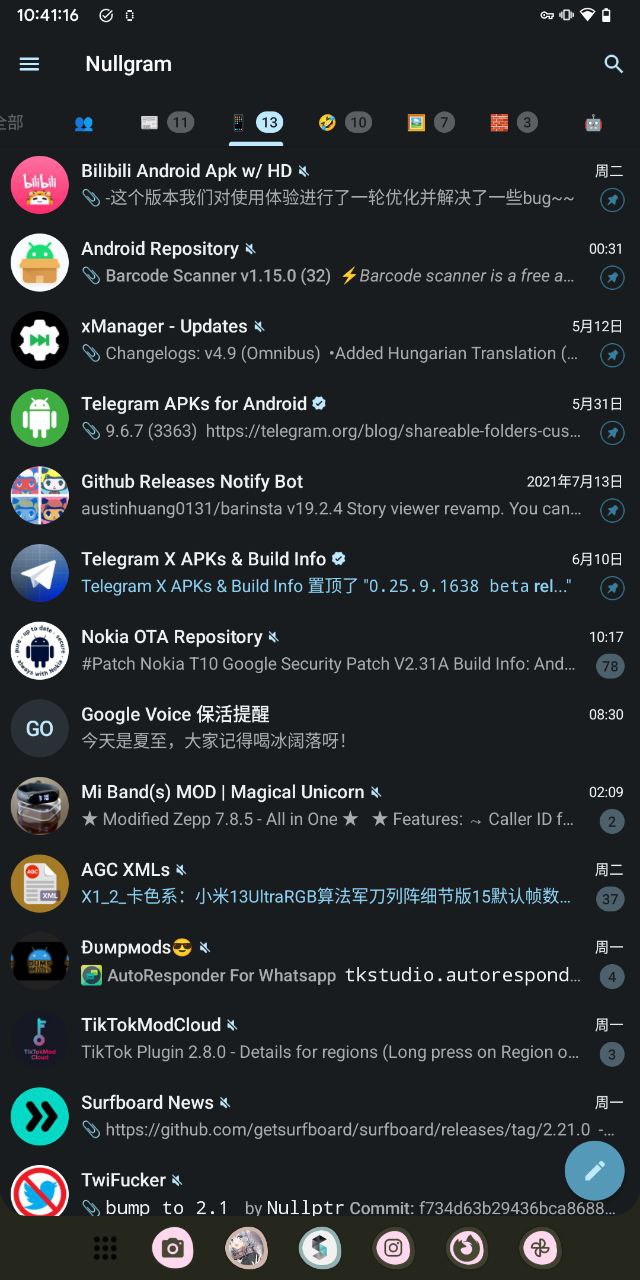 10:41:16
Nullgram
全部
11
13
10
7
3
Bilibili Android Apk w/ HD 周二
-这个版本我们对使用体验进行了一轮优化并解决了一些bug~~
Android Repository 00:31
Barcode Scanner v1.15.0 (32) ⚡Barcode scanner is a free a...
xManager - Updates 5月12日
Changelogs: v4.9 (Omnibus) •Added Hungarian Translation (...
Telegram APKs for Android 5月31日
9.6.7 (3363) https://telegram.org/blog/shareable-folders-cus...
Github Releases Notify Bot 2021年7月13日
austinhuang0131/barinsta v19.2.4 Story viewer revamp. You can...
Telegram X APKs & Build Info 6月10日
Telegram X APKs & Build Info 置顶了 "0.25.9.1638 beta rel..."
Nokia OTA Repository 10:17
#Patch Nokia T10 Google Security Patch V2.31A Build Info: And...
78
GO
Google Voice 保活提醒 08:30
今天是夏至，大家记得喝冰阔落呀！
Mi Band(s) MOD | Magical Unicorn 02:09
★ Modified Zepp 7.8.5 - All in One ★ ★ Features: ⤳ Caller ID f...
2
AGC XMLs 周二
X1_2_卡色系：小米13UltraRGB算法军刀列阵细节版15默认帧数...
37
Ðυмρмods😎 周一
AutoResponder For Whatsapp tkstudio.autorespond...
4
TikTokModCloud 周一
TikTok Plugin 2.8.0 - Details for regions (Long press on Region o...
3
Surfboard News 周一
https://github.com/getsurfboard/surfboard/releases/tag/2.21.0 -...
TwiFucker
bump to 2.1 by Nullptr Commit: f734d63b29436bca8688...